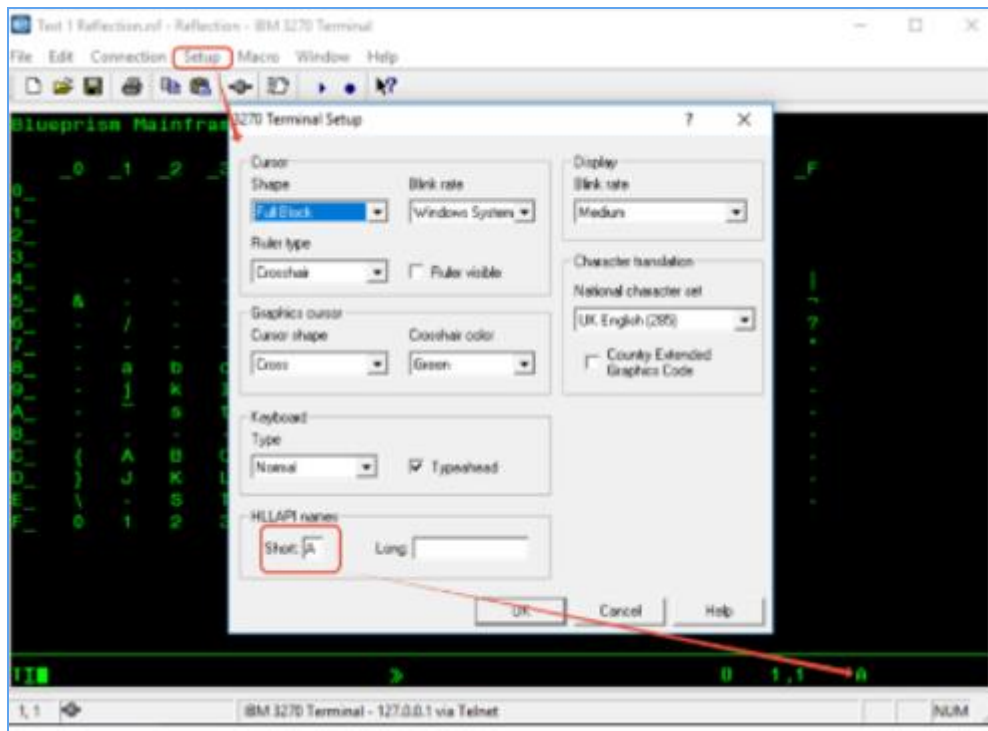 Test 1 Reflection.rsf - Reflection - IBM 3270 Terminal
File Edit Connection Setup Macro Window Help
Blueprism Mainfra
3270 Terminal Setup
? ×
Cursor
Shape
Blink rate
Full Block
Windows System
Ruler type
Crosshair
Ruler visible
Graphics cursor
Cursor shape
Crosshair color
Cross
Green
Keyboard
Type
Normal
Typeahead
HLLAPI names
Short: A
Long:
Display
Blink rate
Medium
Character translation
National character set
UK English (285)
Country Extended
Graphics Code
OK
Cancel
Help
_0 _1 _2 _F
0_
1_
2_
3_
4_ |
5_ & ¬
6_ / ?
7_
8_ a b
9_ j k
A_ s
B_
C_ { A B
D_ } J K
E_ \ S
F_ 0 1 2
1,1 A
1, 1 IBM 3270 Terminal - 127.0.0.1 via Telnet NUM